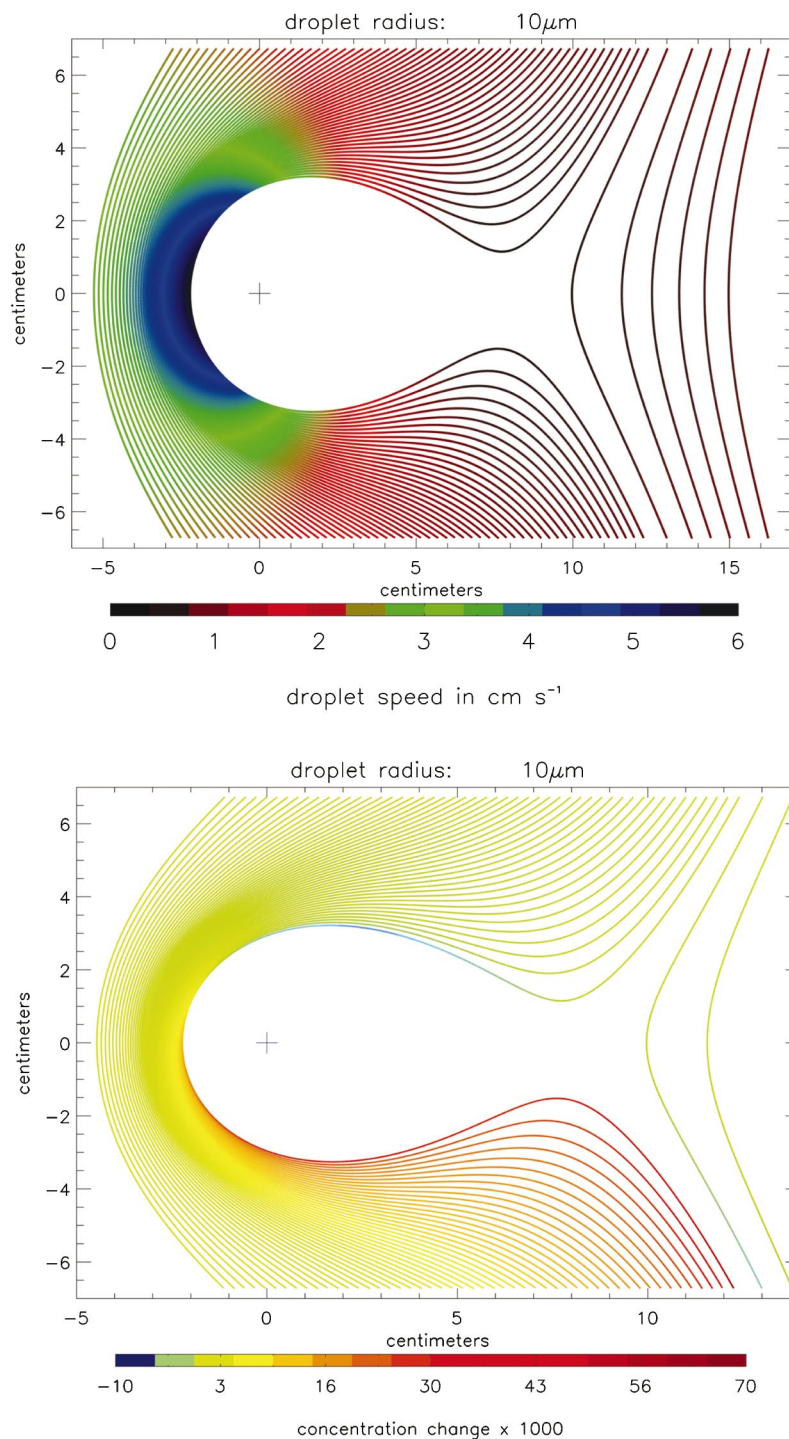 droplet radius: 10μm
6
4
2
0
-2
-4
-6
centimeters
-5 0 5 10 15
centimeters
0 1 2 3 4 5 6
droplet speed in cm s⁻¹
droplet radius: 10μm
6
4
2
0
-2
-4
-6
centimeters
-5 0 5 10
centimeters
-10 3 16 30 43 56 70
concentration change x 1000